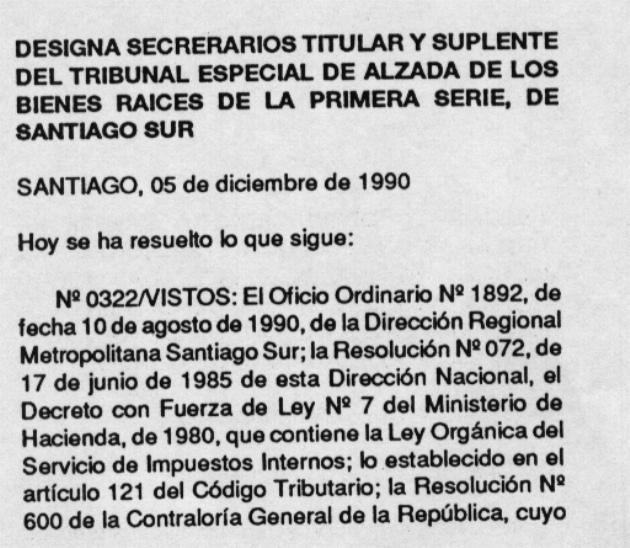 DESIGNA SECRERARIOS TITULAR Y SUPLENTE
DEL TRIBUNAL ESPECIAL DE ALZADA DE LOS
BIENES RAICES DE LA PRIMERA SERIE, DE
SANTIAGO SUR
SANTIAGO, 05 de diciembre de 1990
Hoy se ha resuelto lo que sigue:
Nº 0322/VISTOS: El Oficio Ordinario Nº 1892, de
fecha 10 de agosto de 1990, de la Dirección Regional
Metropolitana Santiago Sur; la Resolución Nº 072, de
17 de junio de 1985 de esta Dirección Nacional, el
Decreto con Fuerza de Ley Nº 7 del Ministerio de
Hacienda, de 1980, que contiene la Ley Orgánica del
Servicio de Impuestos Internos; lo establecido en el
artículo 121 del Código Tributario; la Resolución Nº
600 de la Contraloría General de la República, cuyo